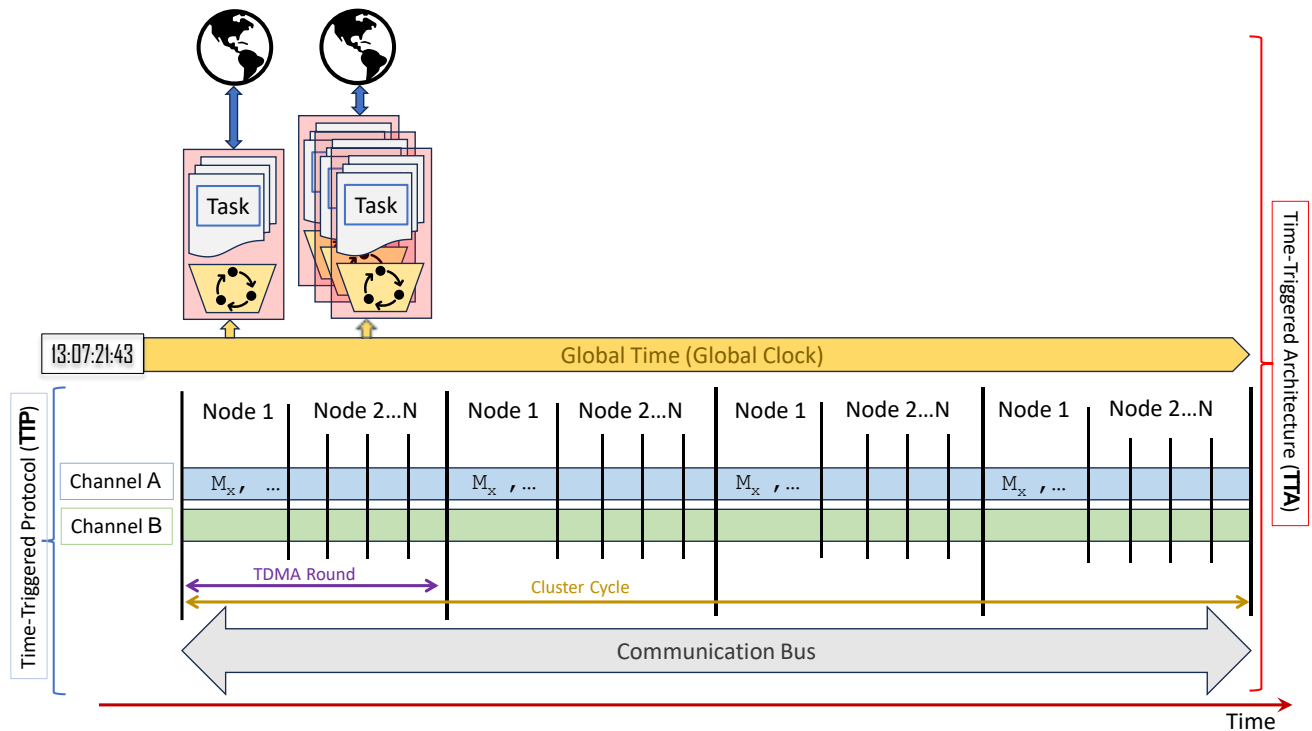 Task
Task
13:07:21:43
Global Time (Global Clock)
Time-Triggered Protocol (TTP)
Time-Triggered Architecture (TTA)
Node 1
Node 2...N
Node 1
Node 2...N
Node 1
Node 2...N
Node 1
Node 2...N
Channel A
Mx, …
Mx ,…
Mx ,…
Mx ,…
Channel B
TDMA Round
Cluster Cycle
Communication Bus
Time